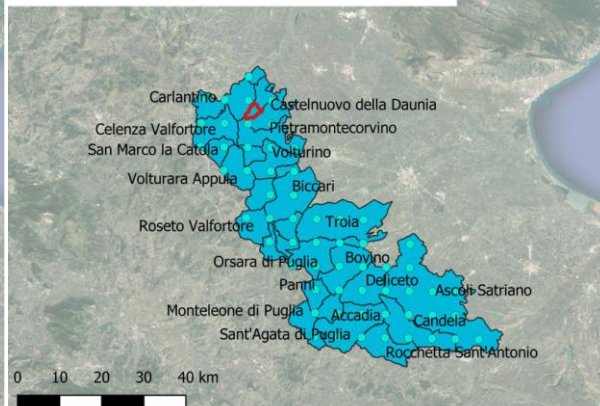 Carlantino
Castelnuovo della Daunia
Celenza Valfortore
Pietramontecorvino
San Marco la Catola
Volturino
Volturara Appula
Biccari
Roseto Valfortore
Troia
Orsara di Puglia
Bovino
Panni
Deliceto
Ascoli Satriano
Monteleone di Puglia
Accadia
Candela
Sant'Agata di Puglia
Rocchetta Sant'Antonio
0 10 20 30 40 km